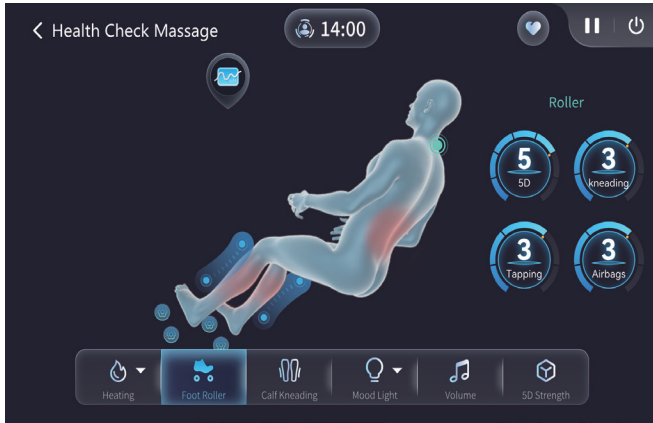 Health Check Massage
14:00
Roller
5
5D
3
kneading
3
Tapping
3
Airbags
Heating
Foot Roller
Calf Kneading
Mood Light
Volume
5D Strength